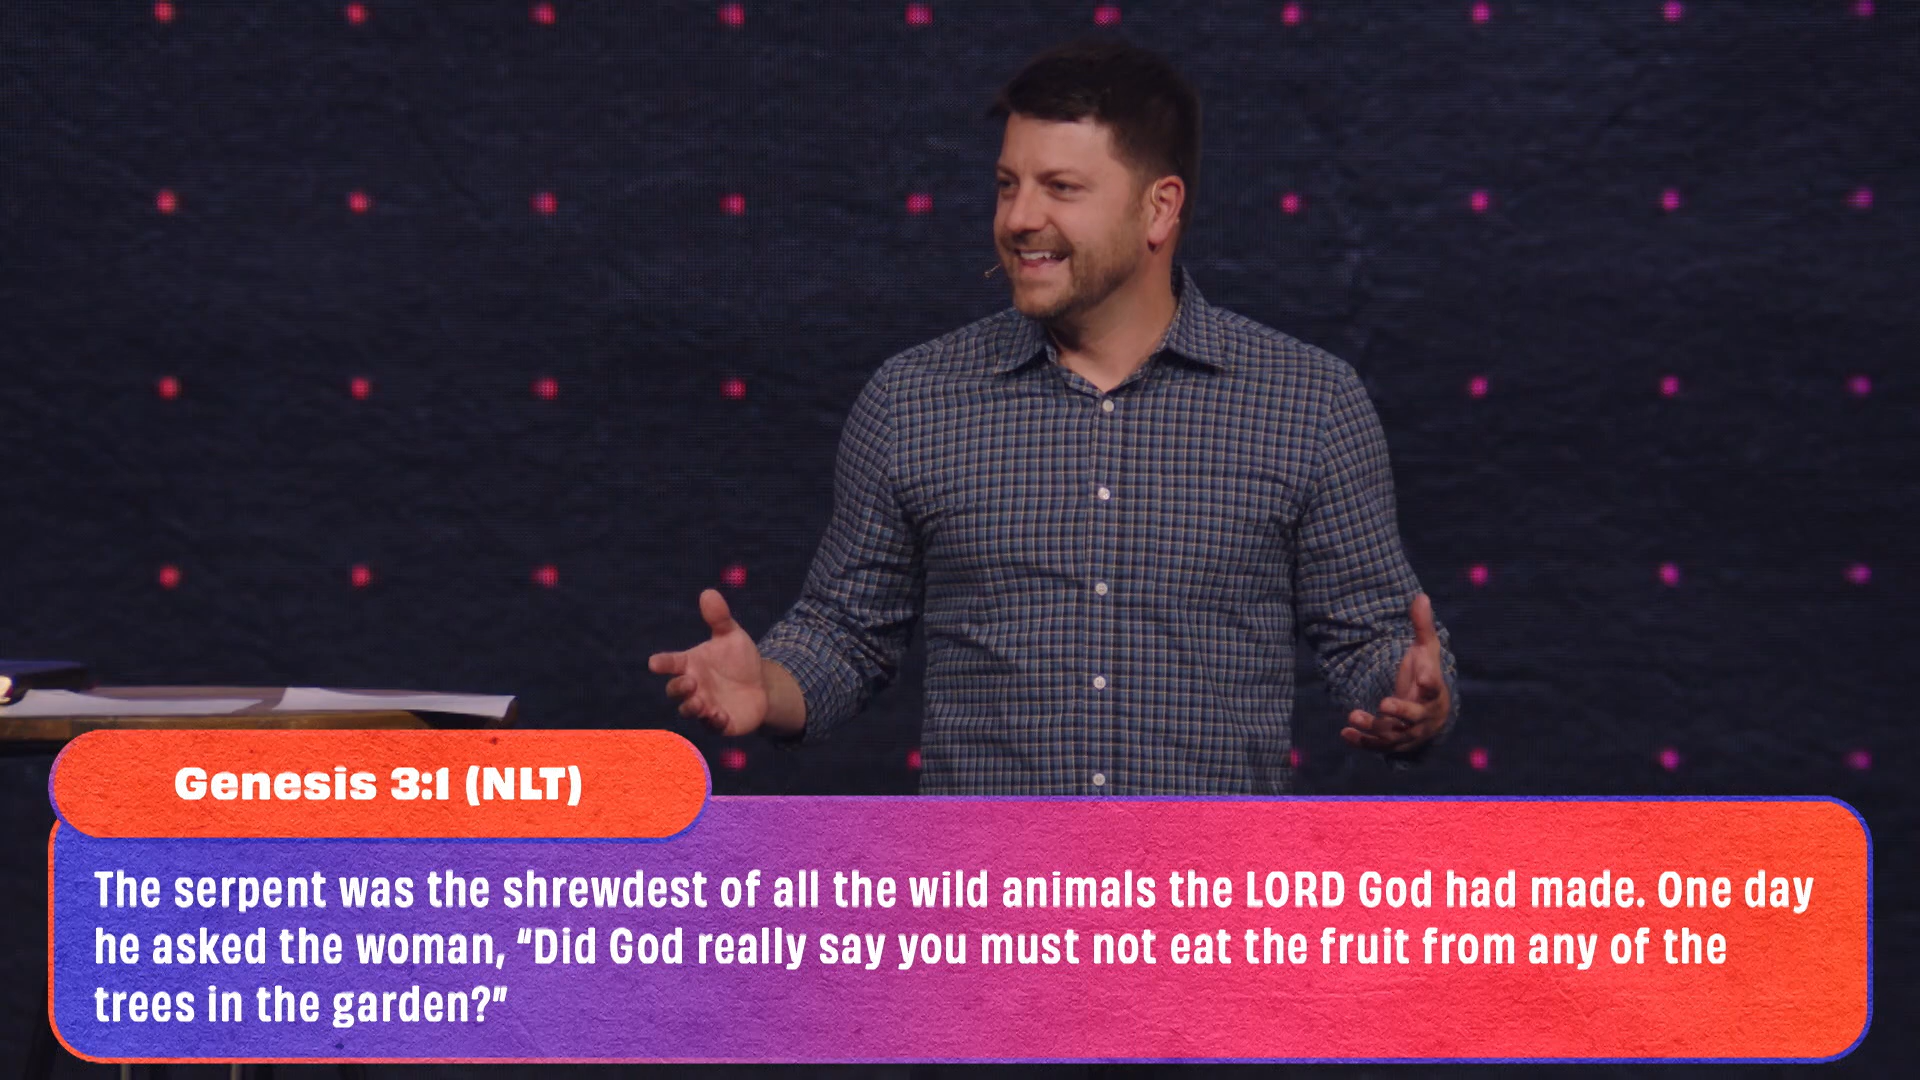 Genesis 3:1 (NLT)
The serpent was the shrewdest of all the wild animals the LORD God had made. One day
he asked the woman, “Did God really say you must not eat the fruit from any of the
trees in the garden?”